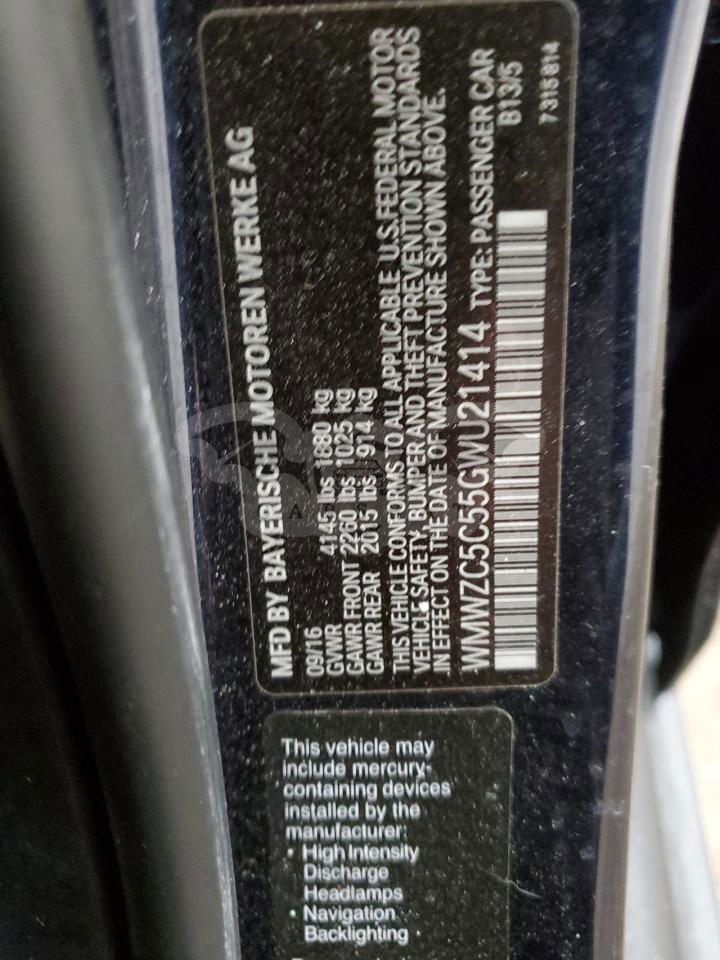 MFD BY BAYERISCHE MOTOREN WERKE AG
09/16
GVWR 4145 lbs 1880 kg
GAWR FRONT 2260 lbs 1025 kg
GAWR REAR 2015 lbs 914 kg
THIS VEHICLE CONFORMS TO ALL APPLICABLE U.S. FEDERAL MOTOR
VEHICLE SAFETY, BUMPER AND THEFT PREVENTION STANDARDS
IN EFFECT ON THE DATE OF MANUFACTURE SHOWN ABOVE.
WMWZC5C55GWU21414 TYPE: PASSENGER CAR
B13/5
7315814
This vehicle may
include mercury-
containing devices
installed by the
manufacturer:
• High Intensity
Discharge
Headlamps
• Navigation
Backlighting